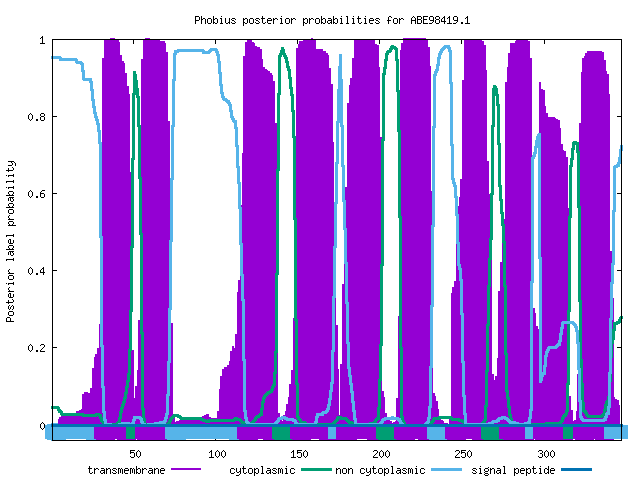 Phobius posterior probabilities for ABE98419.1
1
0.8
0.6
0.4
0.2
0
Posterior label probability
50 100 150 200 250 300
transmembrane cytoplasmic non cytoplasmic signal peptide